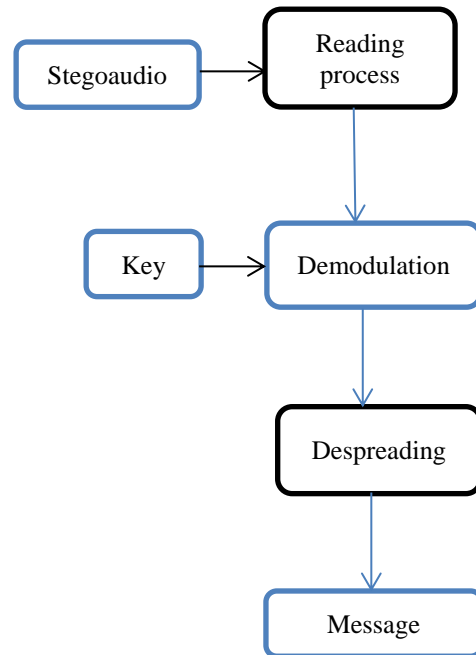 Reading
process
Stegoaudio
Key
Demodulation
Despreading
Message